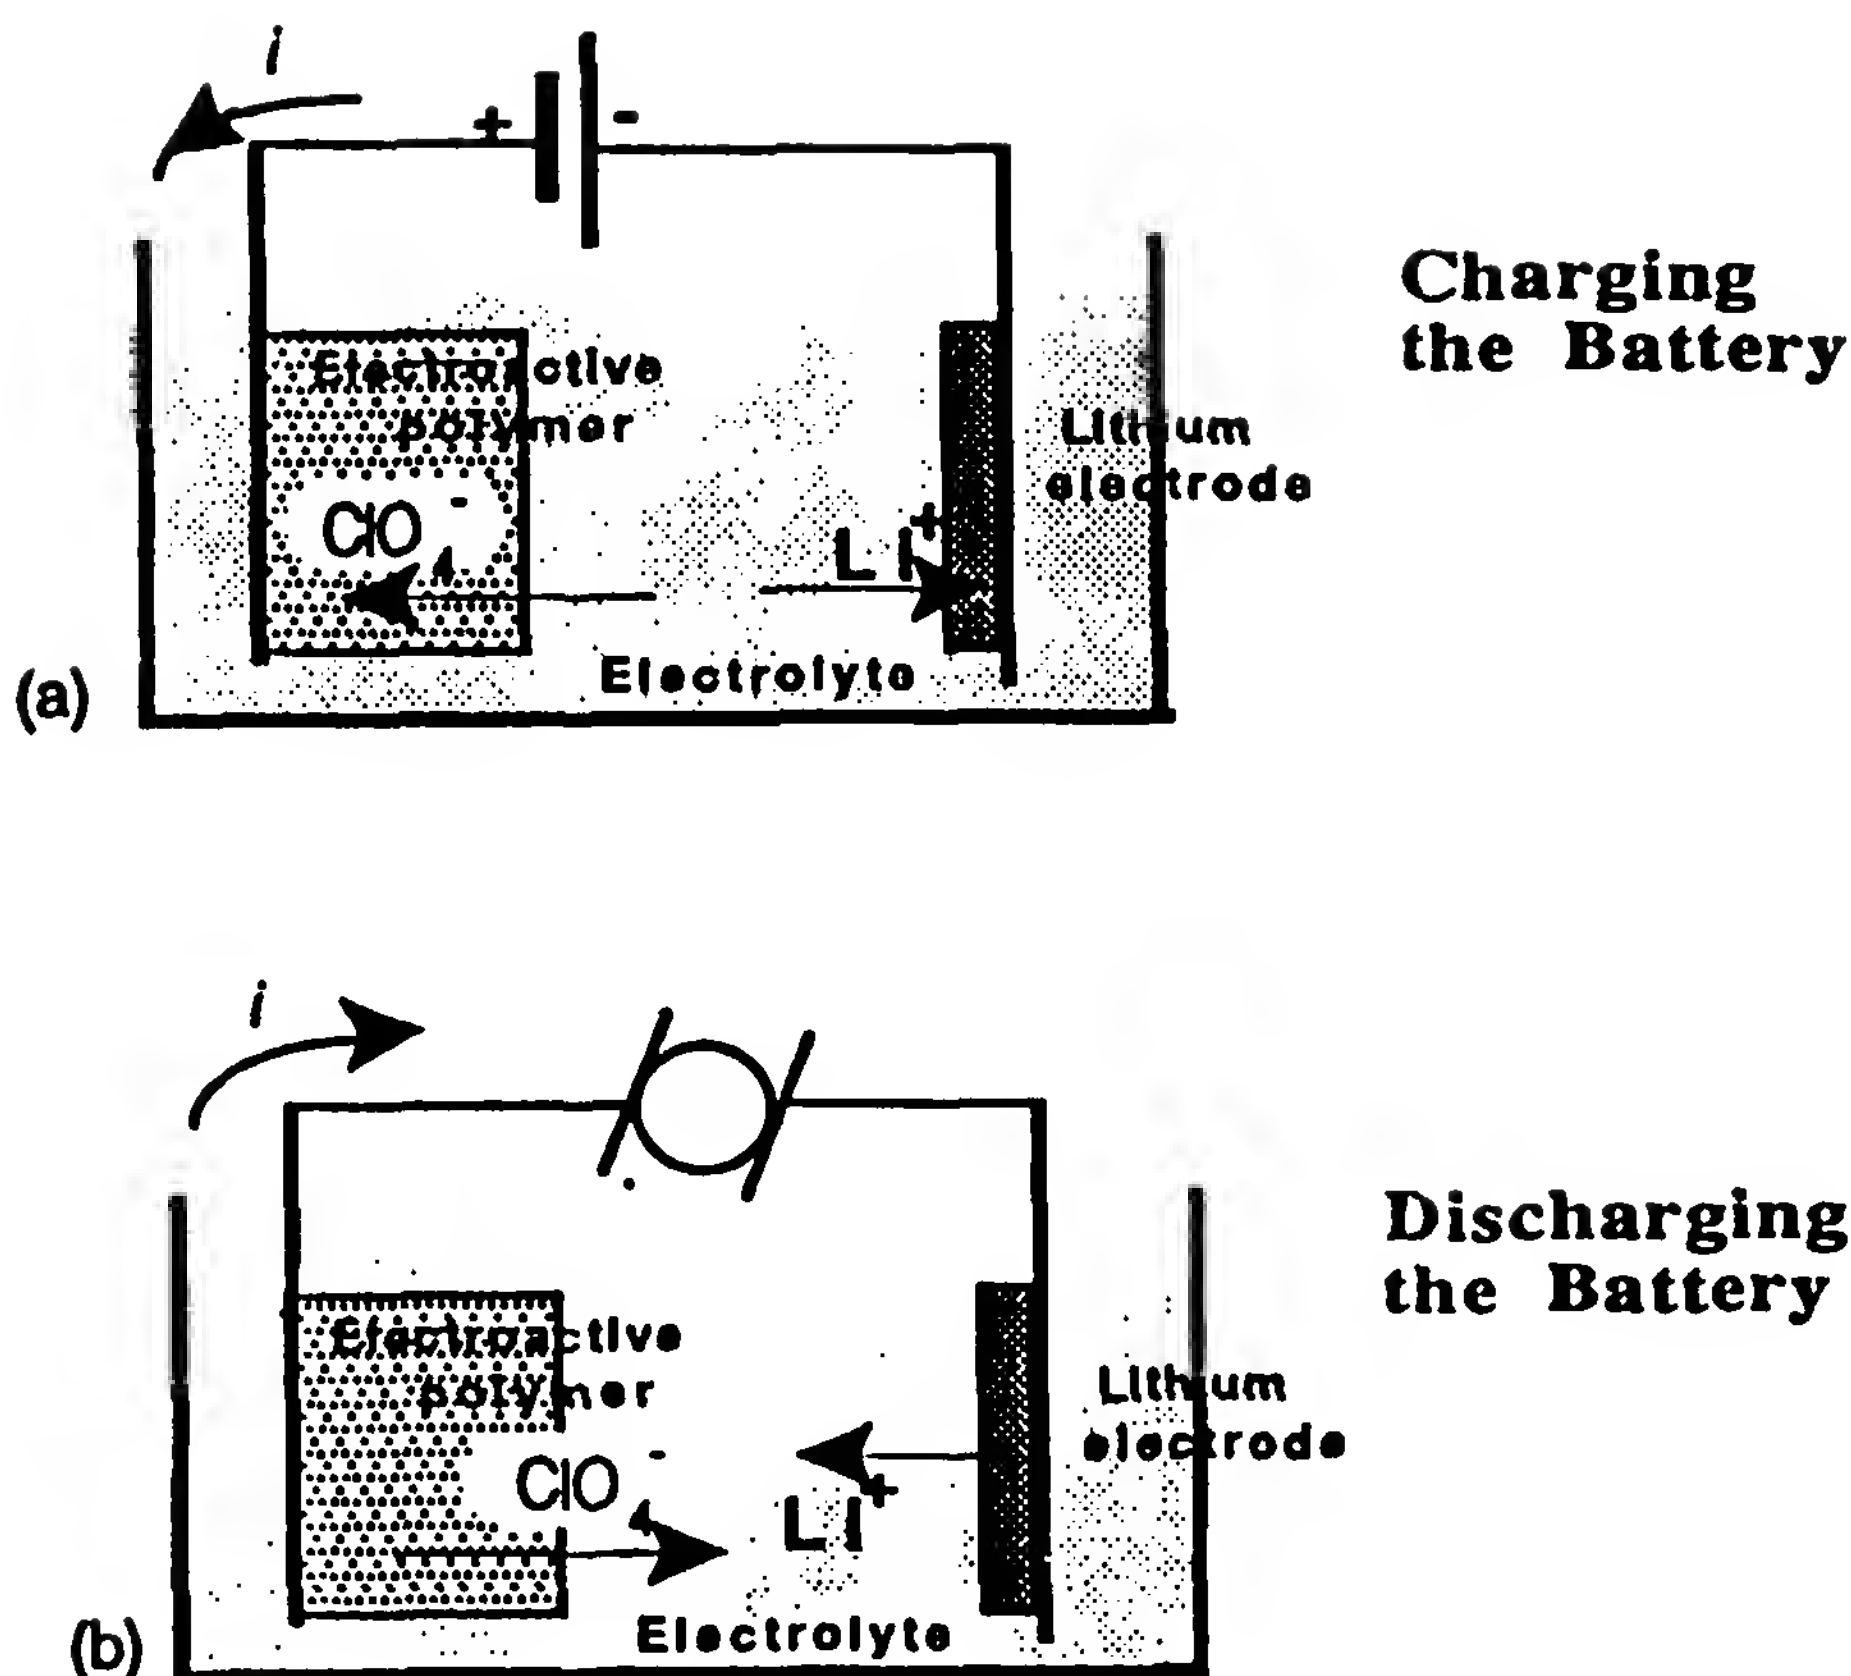 i
+ -
Charging
the Battery
Electroactive
polymer
Lithium
electrode
ClO4-
Li+
Electrolyte
(a)
i
Discharging
the Battery
Electroactive
polymer
Lithium
electrode
ClO4-
Li+
Electrolyte
(b)